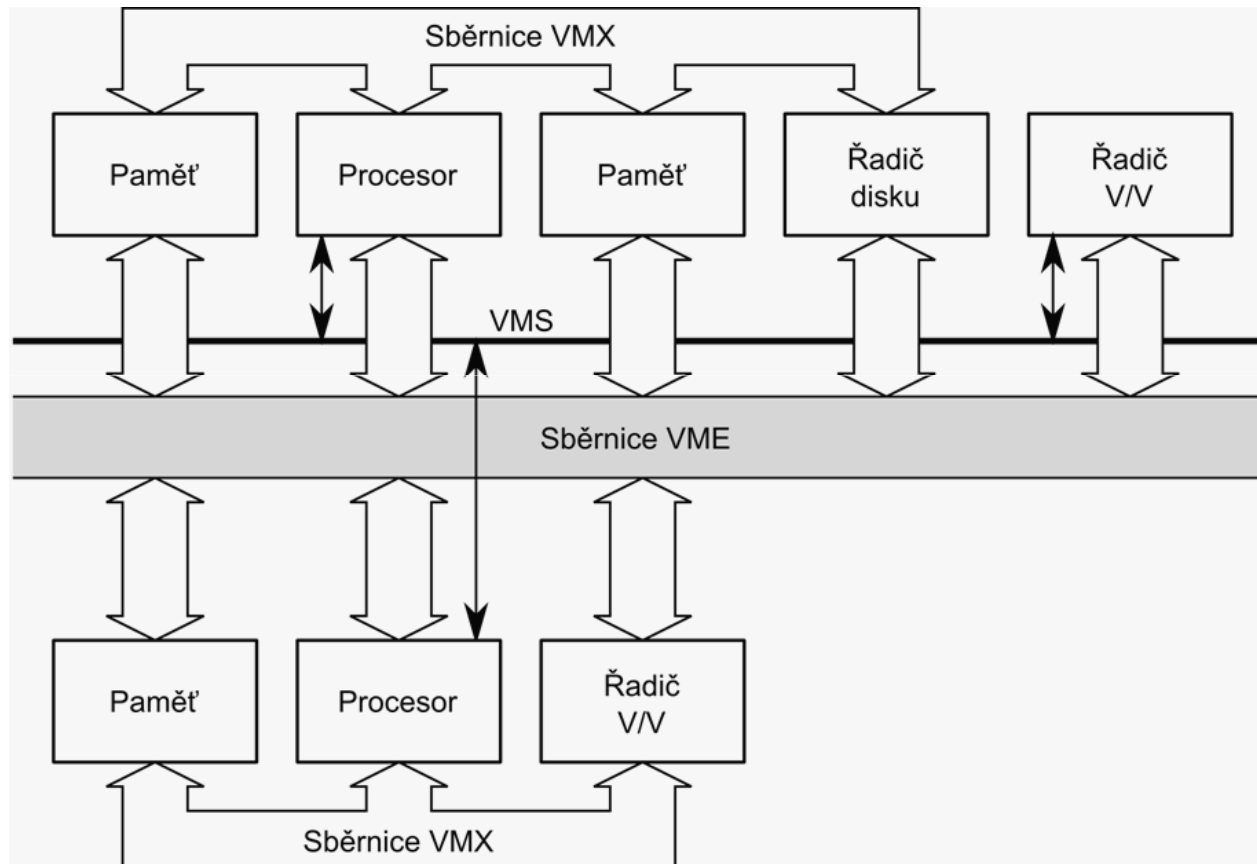 Sběrnice VMX
Paměť
Procesor
Paměť
Řadič
disku
Řadič
V/V
VMS
Sběrnice VME
Paměť
Procesor
Řadič
V/V
Sběrnice VMX